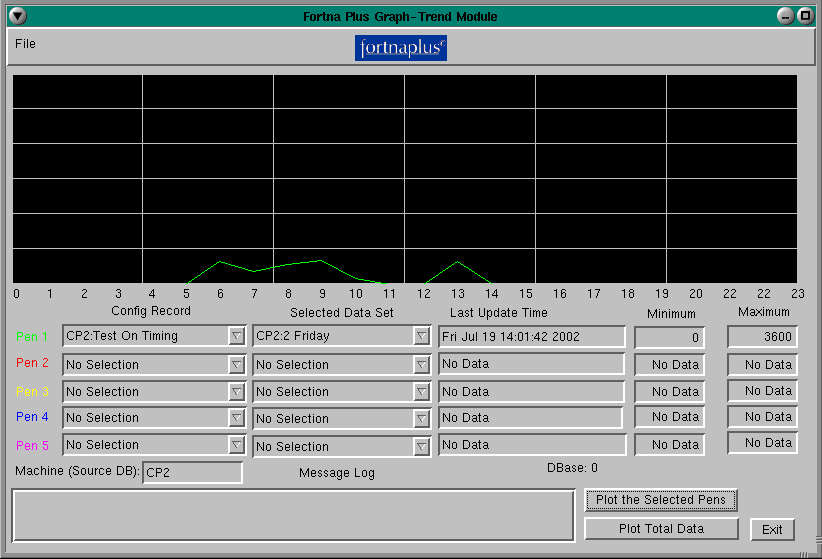 Fortna Plus Graph-Trend Module
File
fortnaplus
0 1 2 3 4 5 6 7 8 9 10 11 12 13 14 15 16 17 18 19 20 22 22 23
Config Record Selected Data Set Last Update Time Minimum Maximum
Pen 1 CP2:Test On Timing CP2:2 Friday Fri Jul 19 14:01:42 2002 0 3600
Pen 2 No Selection No Selection No Data No Data No Data
Pen 3 No Selection No Selection No Data No Data No Data
Pen 4 No Selection No Selection No Data No Data No Data
Pen 5 No Selection No Selection No Data No Data No Data
Machine (Source DB): CP2 Message Log DBase: 0
Plot the Selected Pens
Plot Total Data Exit